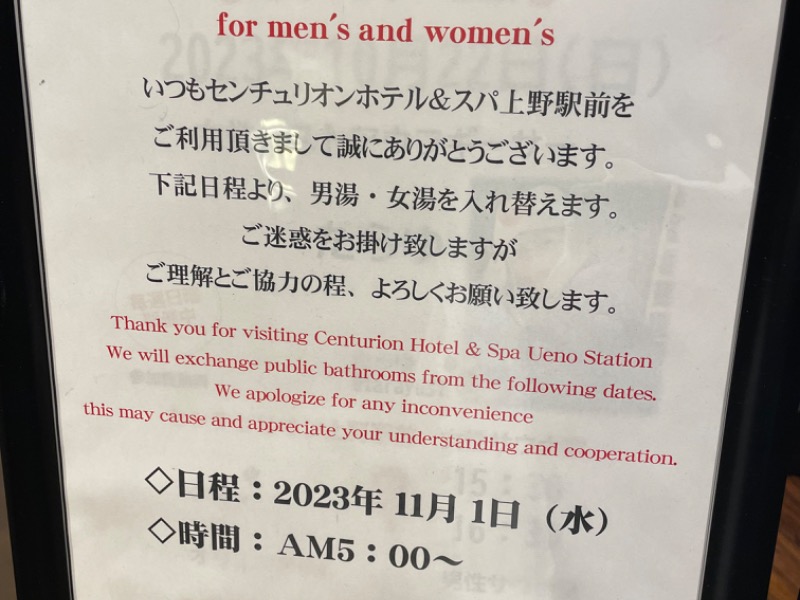 for men's and women's
いつもセンチュリオンホテル&スパ上野駅前を
ご利用頂きまして誠にありがとうございます。
下記日程より、男湯・女湯を入れ替えます。
ご迷惑をお掛け致しますが
ご理解とご協力の程、よろしくお願い致します。
Thank you for visiting Centurion Hotel & Spa Ueno Station
We will exchange public bathrooms from the following dates.
We apologize for any inconvenience
this may cause and appreciate your understanding and cooperation.
◇日程：2023年 11月 1日（水）
◇時間：AM5：00～